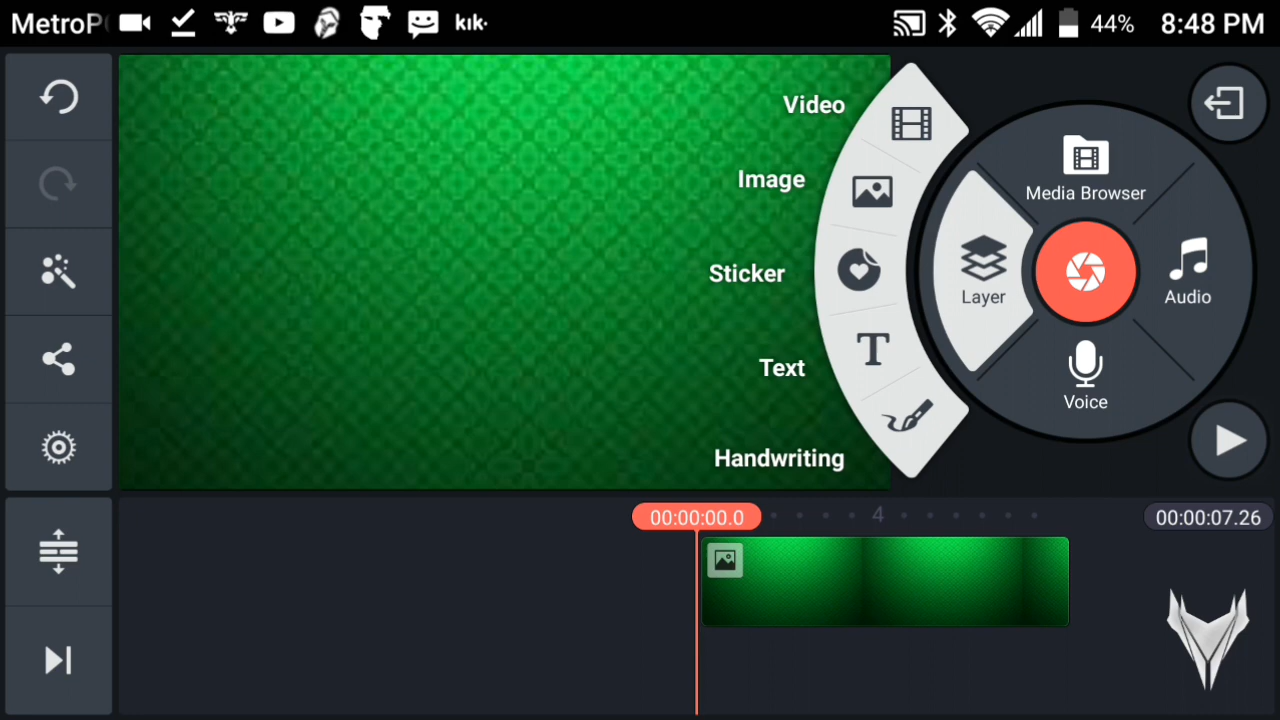 MetroP
kik·
44%
8:48 PM
Video
Image
Sticker
Text
Handwriting
Media Browser
Layer
Audio
Voice
00:00:00.0
4
00:00:07.26